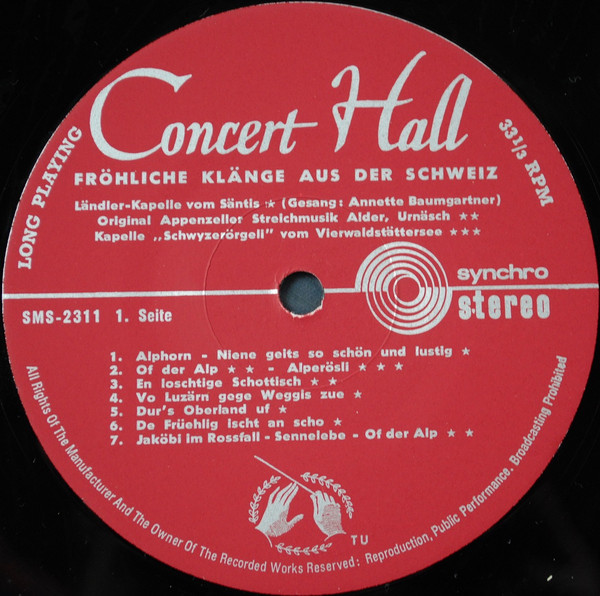 Concert Hall
LONG PLAYING
33 1/3 RPM
FRÖHLICHE KLÄNGE AUS DER SCHWEIZ
Ländler-Kapelle vom Säntis ★ (Gesang: Annette Baumgartner)
Original Appenzeller Streichmusik Alder, Urnäsch ★★
Kapelle „Schwyzerörgeli" vom Vierwaldstättersee ★★★
synchro
stereo
SMS-2311 1. Seite
1. Alphorn - Niene geits so schön und lustig ★
2. Of der Alp ★ ★ - Alperösli ★ ★ ★
3. En loschtige Schottisch ★ ★
4. Vo Luzärn gege Weggis zue ★
5. Dur's Oberland uf ★
6. De Früehlig ischt an scho ★
7. Jaköbi im Rossfall - Sennelebe - Of der Alp ★ ★
TU
All Rights Of The Manufacturer And The Owner Of The Recorded Works Reserved: Reproduction, Public Performance, Broadcasting Prohibited